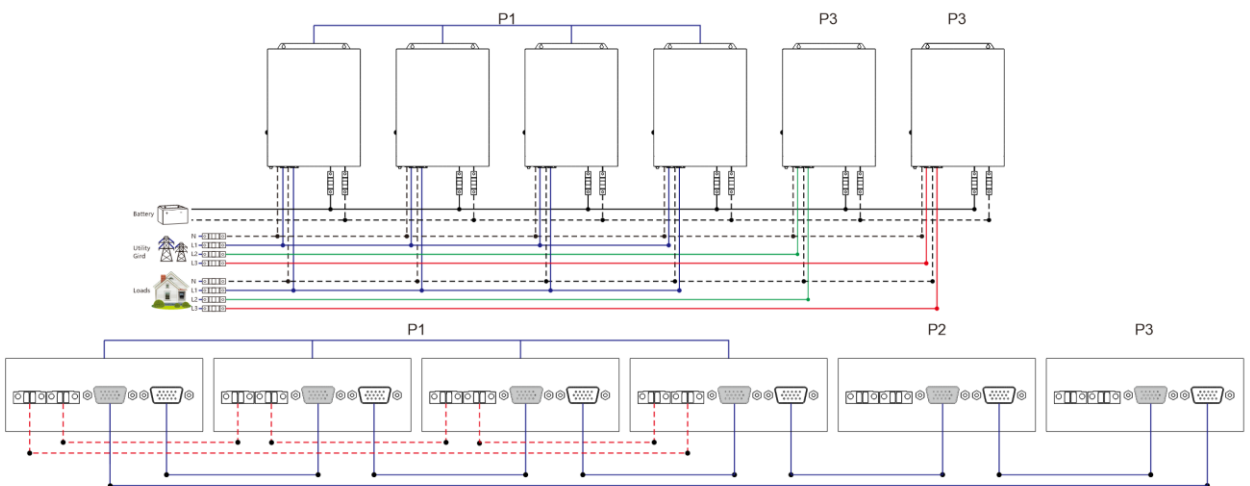 P1
P3
P3
Battery
N
L1
Utility
Gird
L2
L3
N
Loads
L1
L2
L3
P1
P2
P3